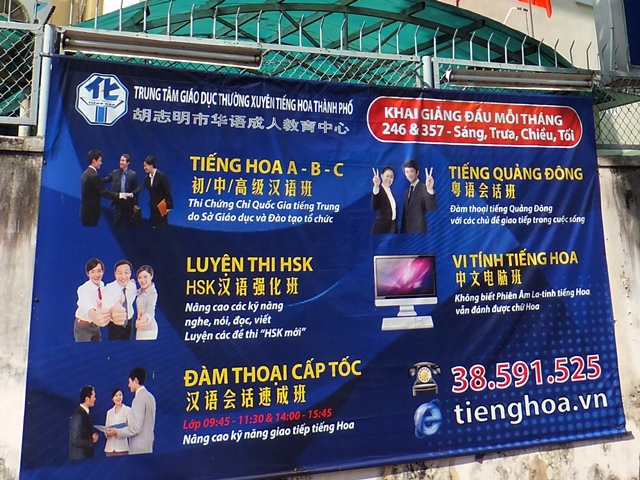 化
TRUNG TÂM GIÁO DỤC THƯỜNG XUYÊN TIẾNG HOA THÀNH PHỐ
胡志明市华语成人教育中心
KHAI GIẢNG ĐẦU MỖI THÁNG
246 & 357 - Sáng, Trưa, Chiều, Tối
TIẾNG HOA A - B - C
初/中/高级汉语班
Thi Chứng Chỉ Quốc Gia tiếng Trung
do Sở Giáo dục và Đào tạo tổ chức
TIẾNG QUẢNG ĐÔNG
粤语会话班
Đàm thoại tiếng Quảng Đông
với các chủ đề giao tiếp trong cuộc sống
LUYỆN THI HSK
HSK汉语强化班
Nâng cao các kỹ năng
nghe, nói, đọc, viết
Luyện các đề thi "HSK mới"
VI TÍNH TIẾNG HOA
中文电脑班
Không biết Phiên Âm La-tinh tiếng Hoa
vẫn đánh được chữ Hoa
ĐÀM THOẠI CẤP TỐC
汉语会话速成班
Lớp 09:45 - 11:30 & 14:00 - 15:45
Nâng cao kỹ năng giao tiếp tiếng Hoa
38.591.525
tienghoa.vn